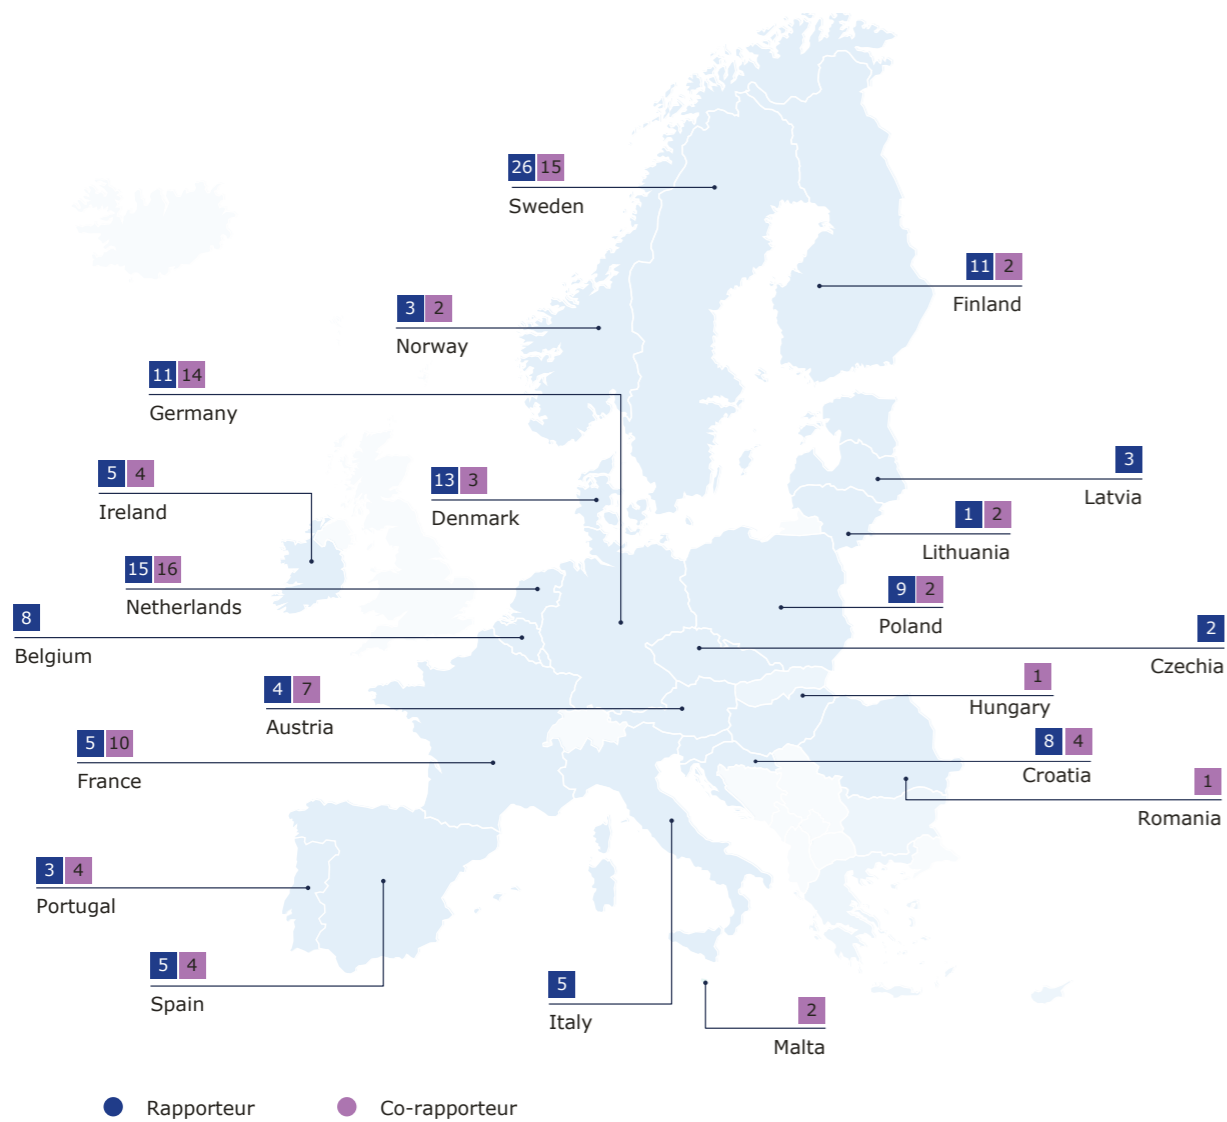 26 15
Sweden
11 2
Finland
3 2
Norway
11 14
Germany
5 4
Ireland
13 3
Denmark
3
Latvia
1 2
Lithuania
15 16
Netherlands
9 2
Poland
8
Belgium
2
Czechia
4 7
Austria
1
Hungary
5 10
France
8 4
Croatia
1
Romania
3 4
Portugal
5 4
Spain
5
Italy
2
Malta
Rapporteur
Co-rapporteur